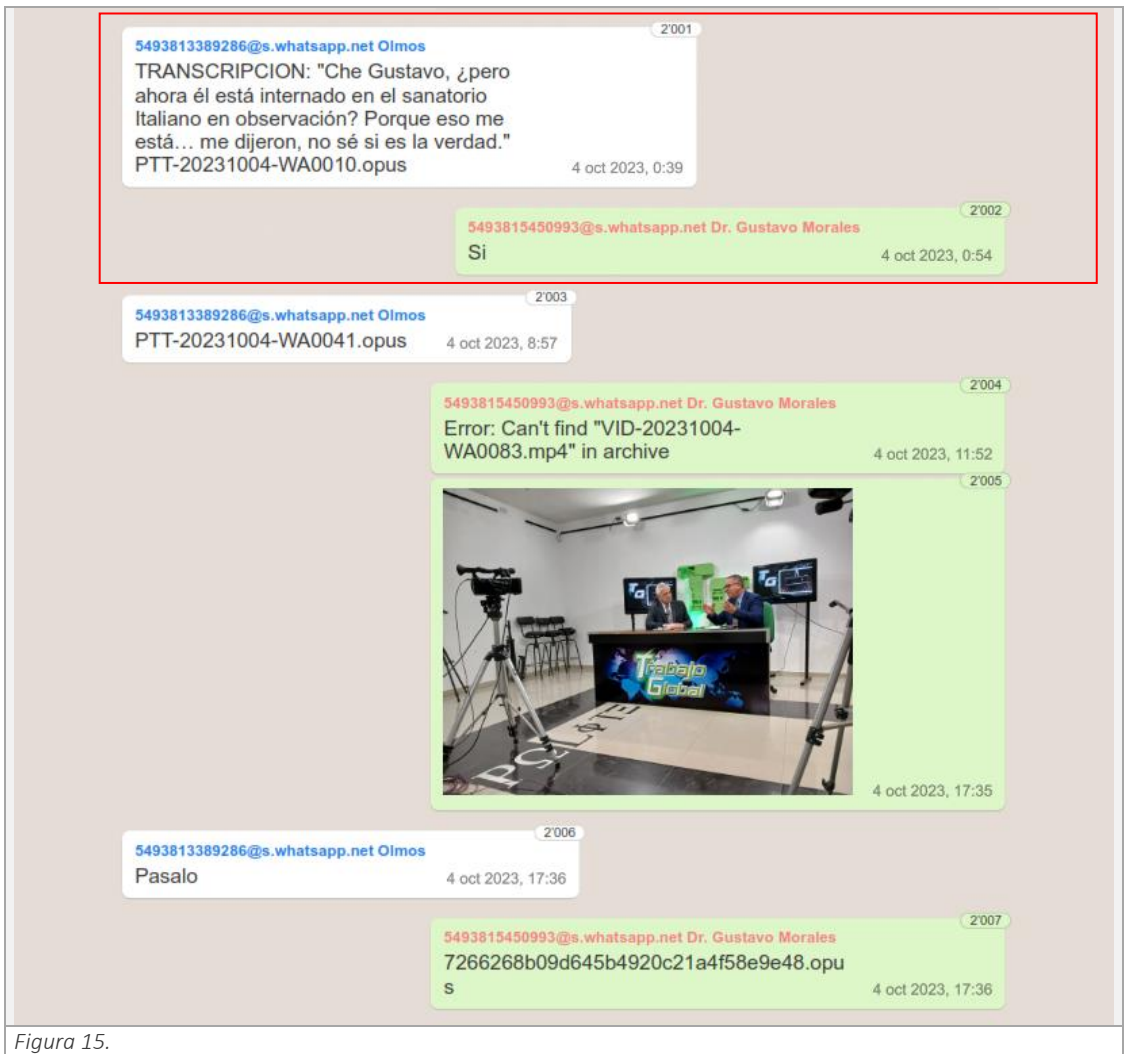 2'001
5493813389286@s.whatsapp.net Olmos
TRANSCRIPCION: "Che Gustavo, ¿pero
ahora él está internado en el sanatorio
Italiano en observación? Porque eso me
está… me dijeron, no sé si es la verdad."
PTT-20231004-WA0010.opus
4 oct 2023, 0:39
2'002
5493815450993@s.whatsapp.net Dr. Gustavo Morales
Si
4 oct 2023, 0:54
2'003
5493813389286@s.whatsapp.net Olmos
PTT-20231004-WA0041.opus
4 oct 2023, 8:57
2'004
5493815450993@s.whatsapp.net Dr. Gustavo Morales
Error: Can't find "VID-20231004-
WA0083.mp4" in archive
4 oct 2023, 11:52
2'005
TG
TG
Trabajo
Global
4 oct 2023, 17:35
2'006
5493813389286@s.whatsapp.net Olmos
Pasalo
4 oct 2023, 17:36
2'007
5493815450993@s.whatsapp.net Dr. Gustavo Morales
7266268b09d645b4920c21a4f58e9e48.opu
s
4 oct 2023, 17:36
Figura 15.